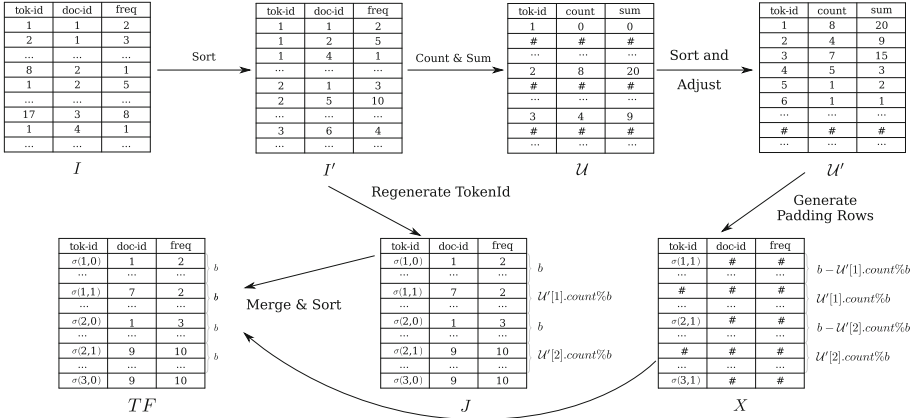 tok-id doc-id freq
1 1 2
2 1 3
... ... ...
8 2 1
1 2 5
... ... ...
17 3 8
1 4 1
... ... ...
I
Sort
tok-id doc-id freq
1 1 2
1 2 5
1 4 1
... ... ...
2 1 3
2 5 10
... ... ...
3 6 4
... ... ...
I′
Count & Sum
tok-id count sum
1 0 0
# # #
... ... ...
2 8 20
# # #
... ... ...
3 4 9
# # #
... ... ...
𝒰
Sort and
Adjust
tok-id count sum
1 8 20
2 4 9
3 7 15
4 5 3
5 1 2
6 1 1
... ... ...
# # #
... ... ...
𝒰′
Regenerate TokenId
Generate
Padding Rows
tok-id doc-id freq
σ(1,0) 1 2
... ... ...
σ(1,1) 7 2
... ... ...
σ(2,0) 1 3
... ... ...
σ(2,1) 9 10
... ... ...
σ(3,0) 9 10
b
b
b
b
TF
Merge & Sort
tok-id doc-id freq
σ(1,0) 1 2
... ... ...
σ(1,1) 7 2
... ... ...
σ(2,0) 1 3
... ... ...
σ(2,1) 9 10
... ... ...
σ(3,0) 9 10
b
𝒰′[1].count%b
b
𝒰′[2].count%b
J
tok-id doc-id freq
σ(1,1) # #
... ... ...
# # #
... ... ...
σ(2,1) # #
... ... ...
# # #
... ... ...
σ(3,1) # #
b − 𝒰′[1].count%b
𝒰′[1].count%b
b − 𝒰′[2].count%b
𝒰′[2].count%b
X